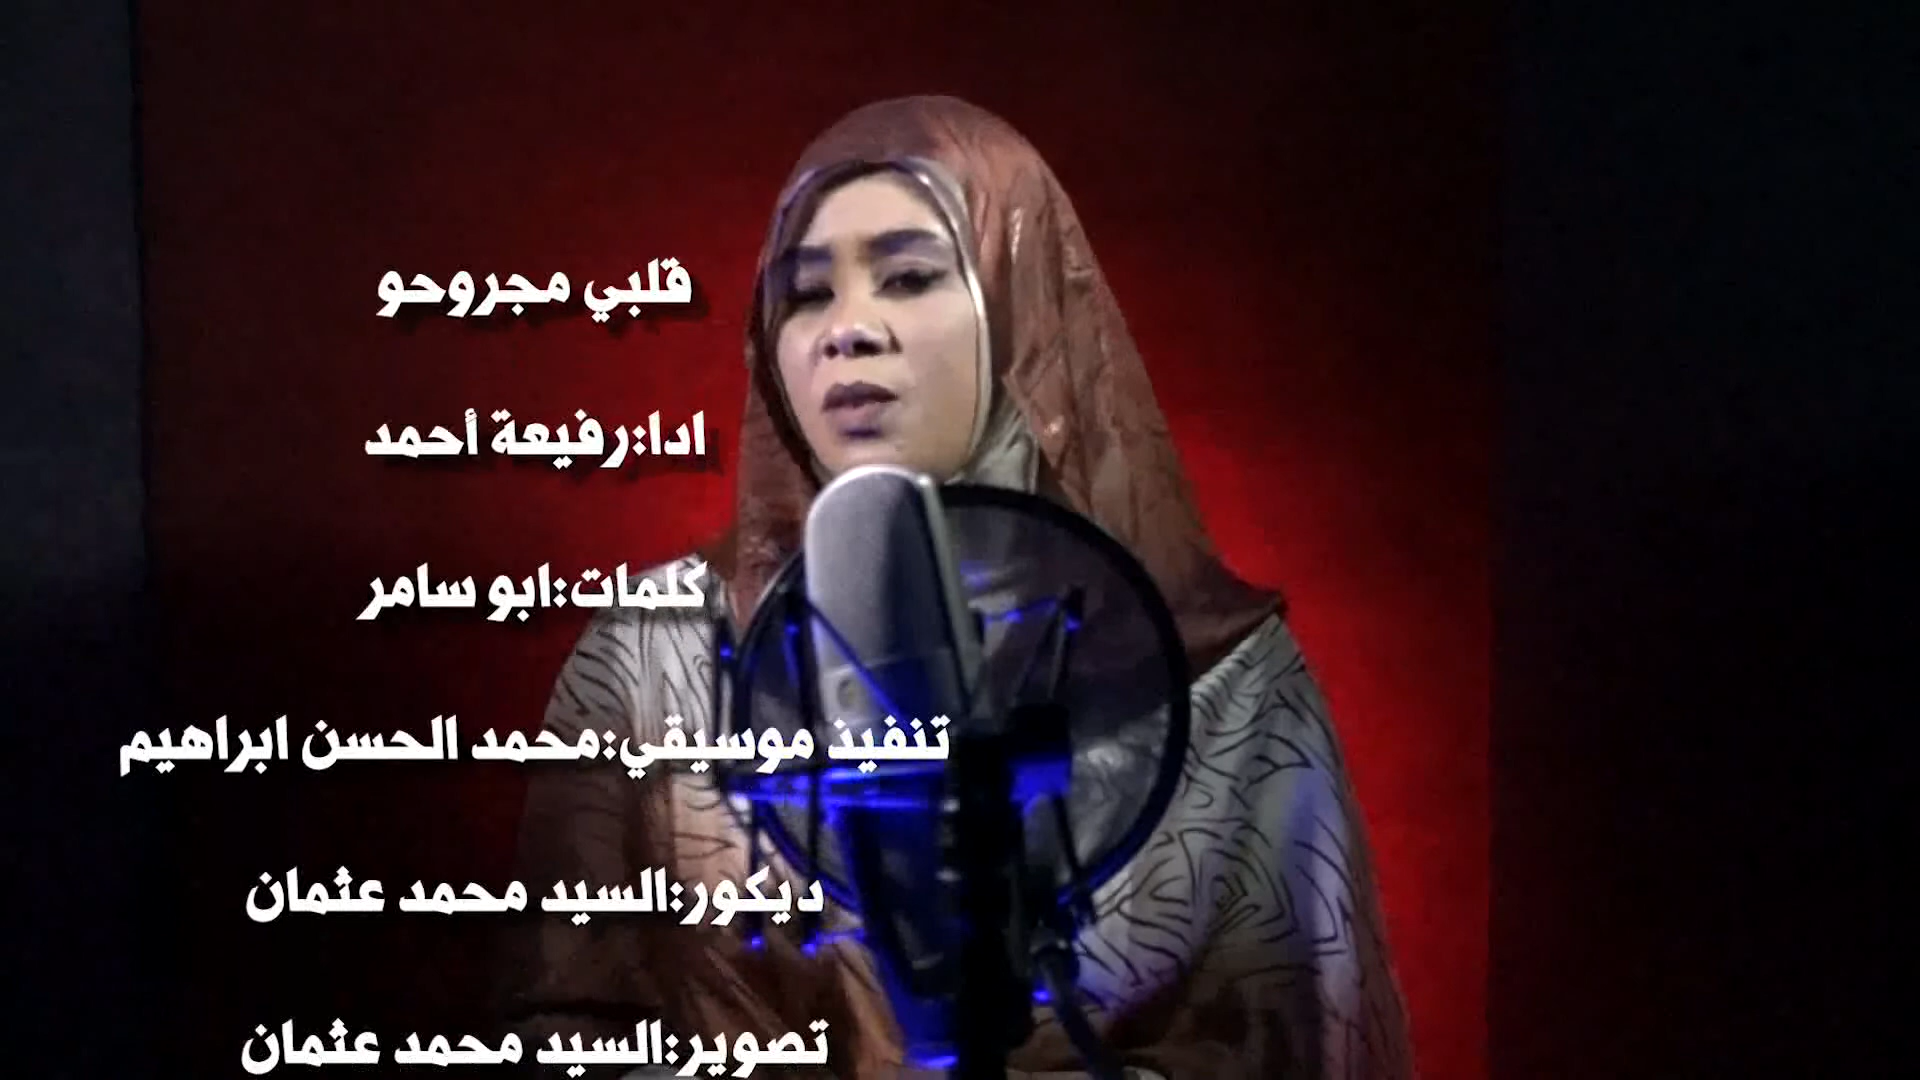 قلبي مجروحو
ادا:رفيعة أحمد
كلمات:ابو سامر
تنفيذ موسيقي:محمد الحسن ابراهيم
ديكور:السيد محمد عثمان
تصوير:السيد محمد عثمان